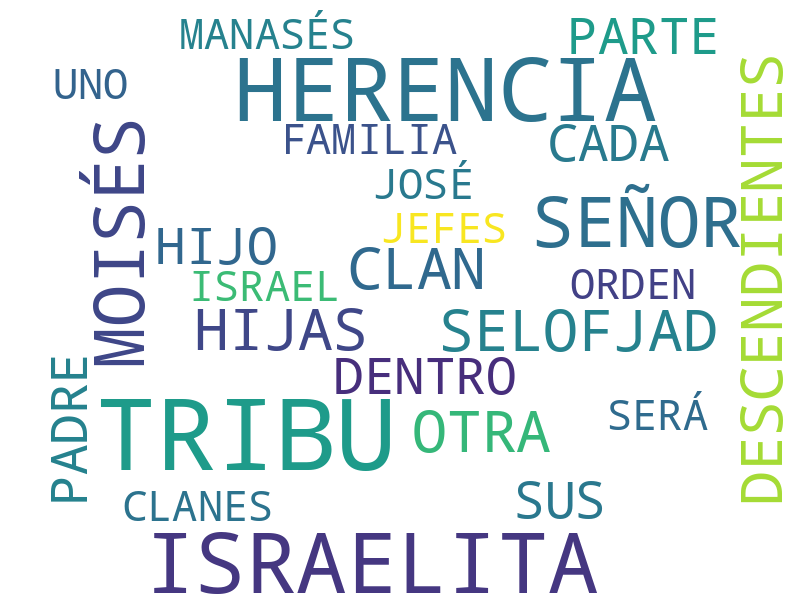 MANASÉS
PARTE
UNO
HERENCIA
DESCENDIENTES
MOISÉS
FAMILIA
CADA
JOSÉ
SEÑOR
JEFES
HIJO
CLAN
ISRAEL
ORDEN
HIJAS
SELOFJAD
PADRE
DENTRO
TRIBU
OTRA
SERÁ
CLANES
SUS
ISRAELITA